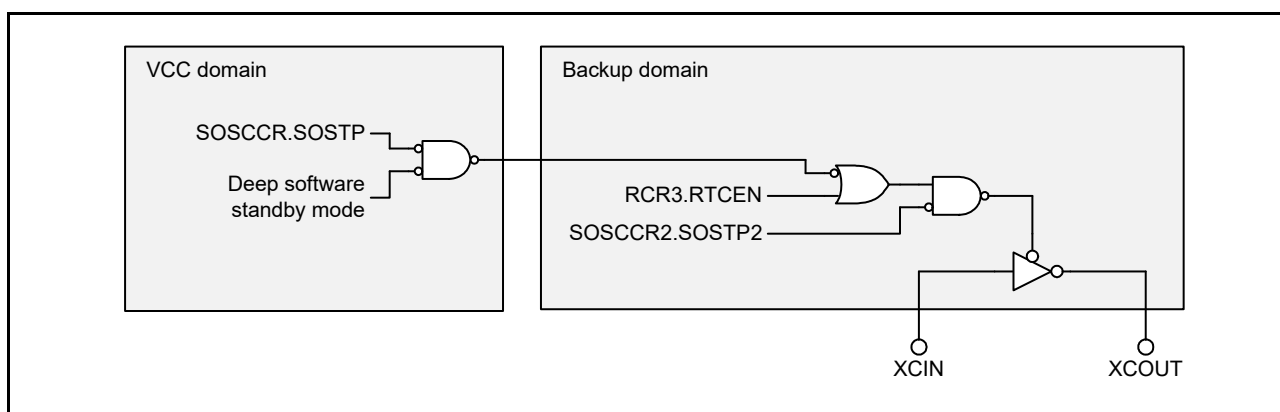 VCC domain
Backup domain
SOSCCR.SOSTP
Deep software
standby mode
RCR3.RTCEN
SOSCCR2.SOSTP2
XCIN
XCOUT